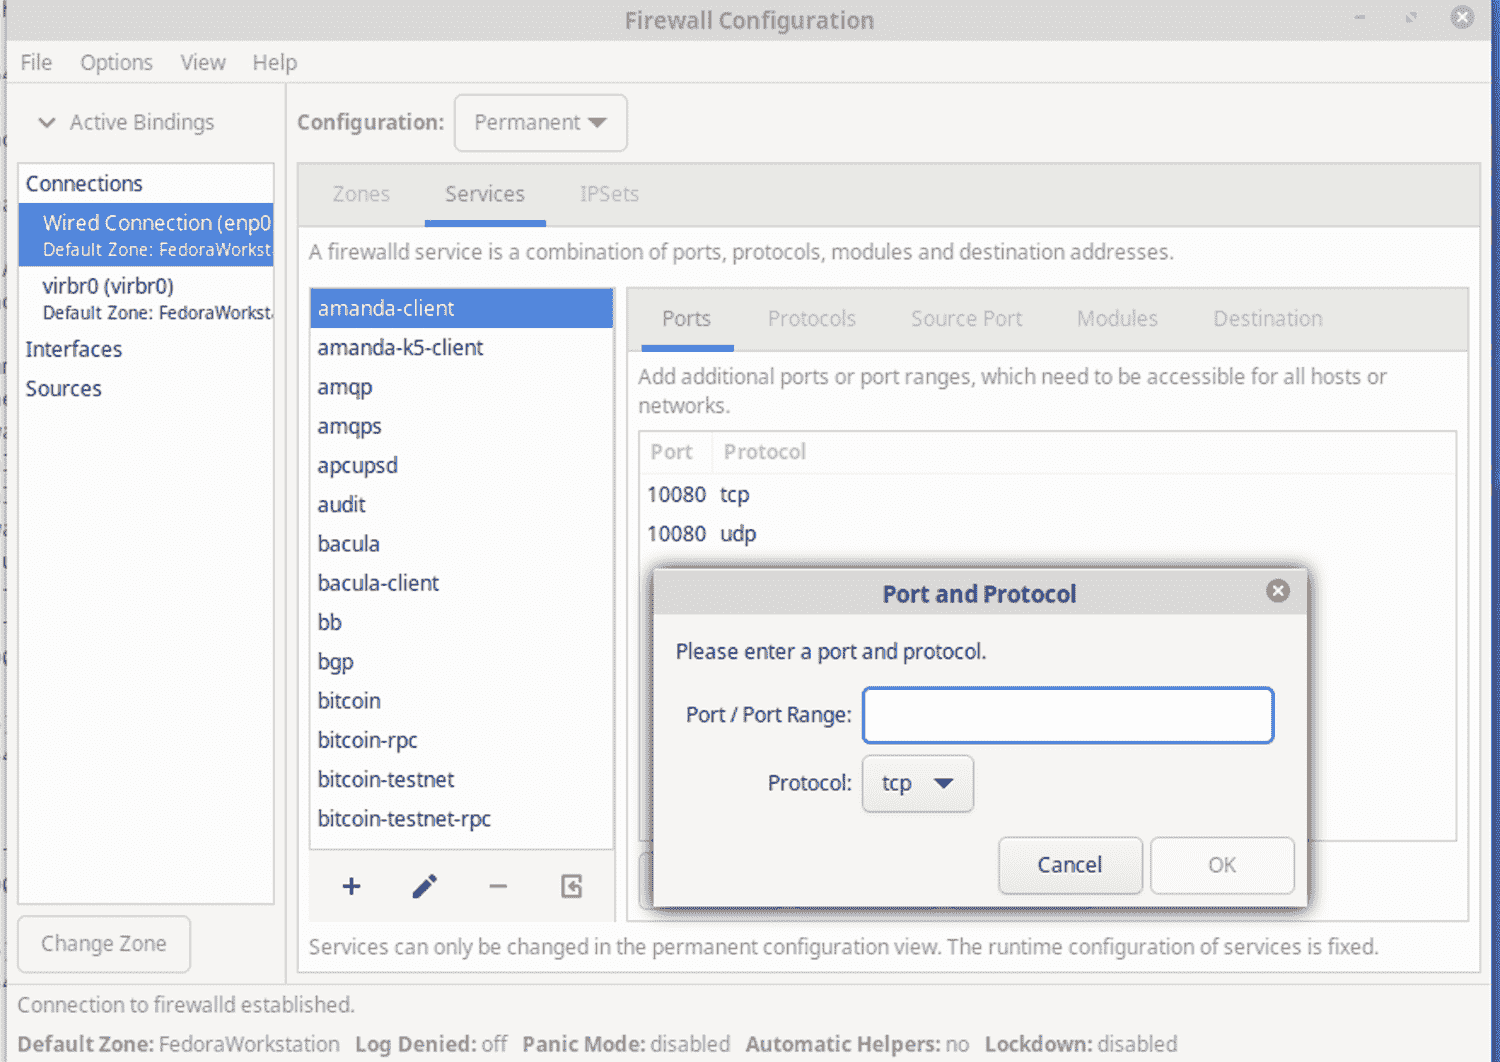 Firewall Configuration
File Options View Help
Active Bindings
Configuration: Permanent
Connections
Wired Connection (enp0
Default Zone: FedoraWorkst
virbr0 (virbr0)
Default Zone: FedoraWorkst
Interfaces
Sources
Change Zone
Zones Services IPSets
A firewalld service is a combination of ports, protocols, modules and destination addresses.
amanda-client
amanda-k5-client
amqp
amqps
apcupsd
audit
bacula
bacula-client
bb
bgp
bitcoin
bitcoin-rpc
bitcoin-testnet
bitcoin-testnet-rpc
Ports Protocols Source Port Modules Destination
Add additional ports or port ranges, which need to be accessible for all hosts or
networks.
Port Protocol
10080 tcp
10080 udp
Port and Protocol
Please enter a port and protocol.
Port / Port Range:
Protocol: tcp
Cancel OK
Services can only be changed in the permanent configuration view. The runtime configuration of services is fixed.
Connection to firewalld established.
Default Zone: FedoraWorkstation Log Denied: off Panic Mode: disabled Automatic Helpers: no Lockdown: disabled